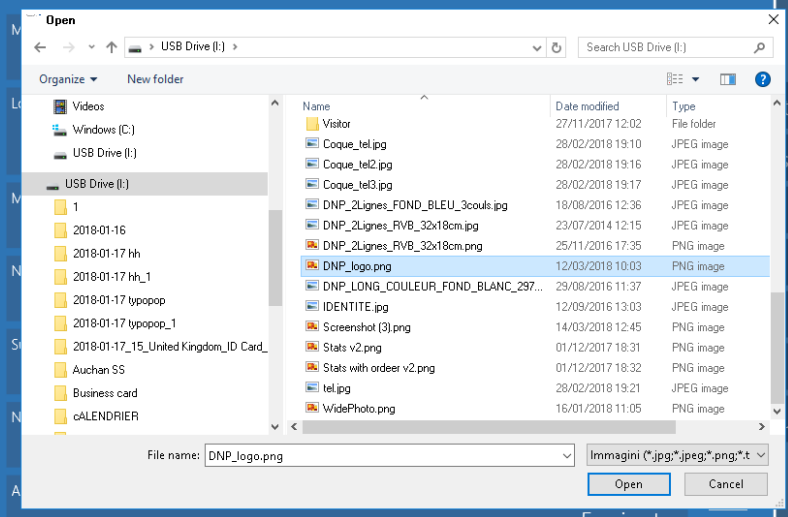 Open
USB Drive (I:)
Search USB Drive (I:)
Organize
New folder
Videos
Windows (C:)
USB Drive (I:)
USB Drive (I:)
1
2018-01-16
2018-01-17 hh
2018-01-17 hh_1
2018-01-17 typopop
2018-01-17 typopop_1
2018-01-17_15_United Kingdom_ID Card_
Auchan SS
Business card
cALENDRIER
Name Date modified Type
Visitor 27/11/2017 12:02 File folder
Coque_tel.jpg 28/02/2018 19:10 JPEG image
Coque_tel2.jpg 28/02/2018 19:16 JPEG image
Coque_tel3.jpg 28/02/2018 19:17 JPEG image
DNP_2Lignes_FOND_BLEU_3couls.jpg 18/08/2016 12:36 JPEG image
DNP_2Lignes_RVB_32x18cm.jpg 23/07/2014 12:15 JPEG image
DNP_2Lignes_RVB_32x18cm.png 25/11/2016 17:35 PNG image
DNP_logo.png 12/03/2018 10:03 PNG image
DNP_LONG_COULEUR_FOND_BLANC_297... 29/08/2016 11:37 JPEG image
IDENTITE.jpg 12/09/2016 13:03 JPEG image
Screenshot (3).png 14/03/2018 12:45 PNG image
Stats v2.png 01/12/2017 18:31 PNG image
Stats with ordeer v2.png 01/12/2017 18:32 PNG image
tel.jpg 28/02/2018 19:21 JPEG image
WidePhoto.png 16/01/2018 11:05 PNG image
File name: DNP_logo.png Immagini (*.jpg;*.jpeg;*.png;*.t
Open Cancel